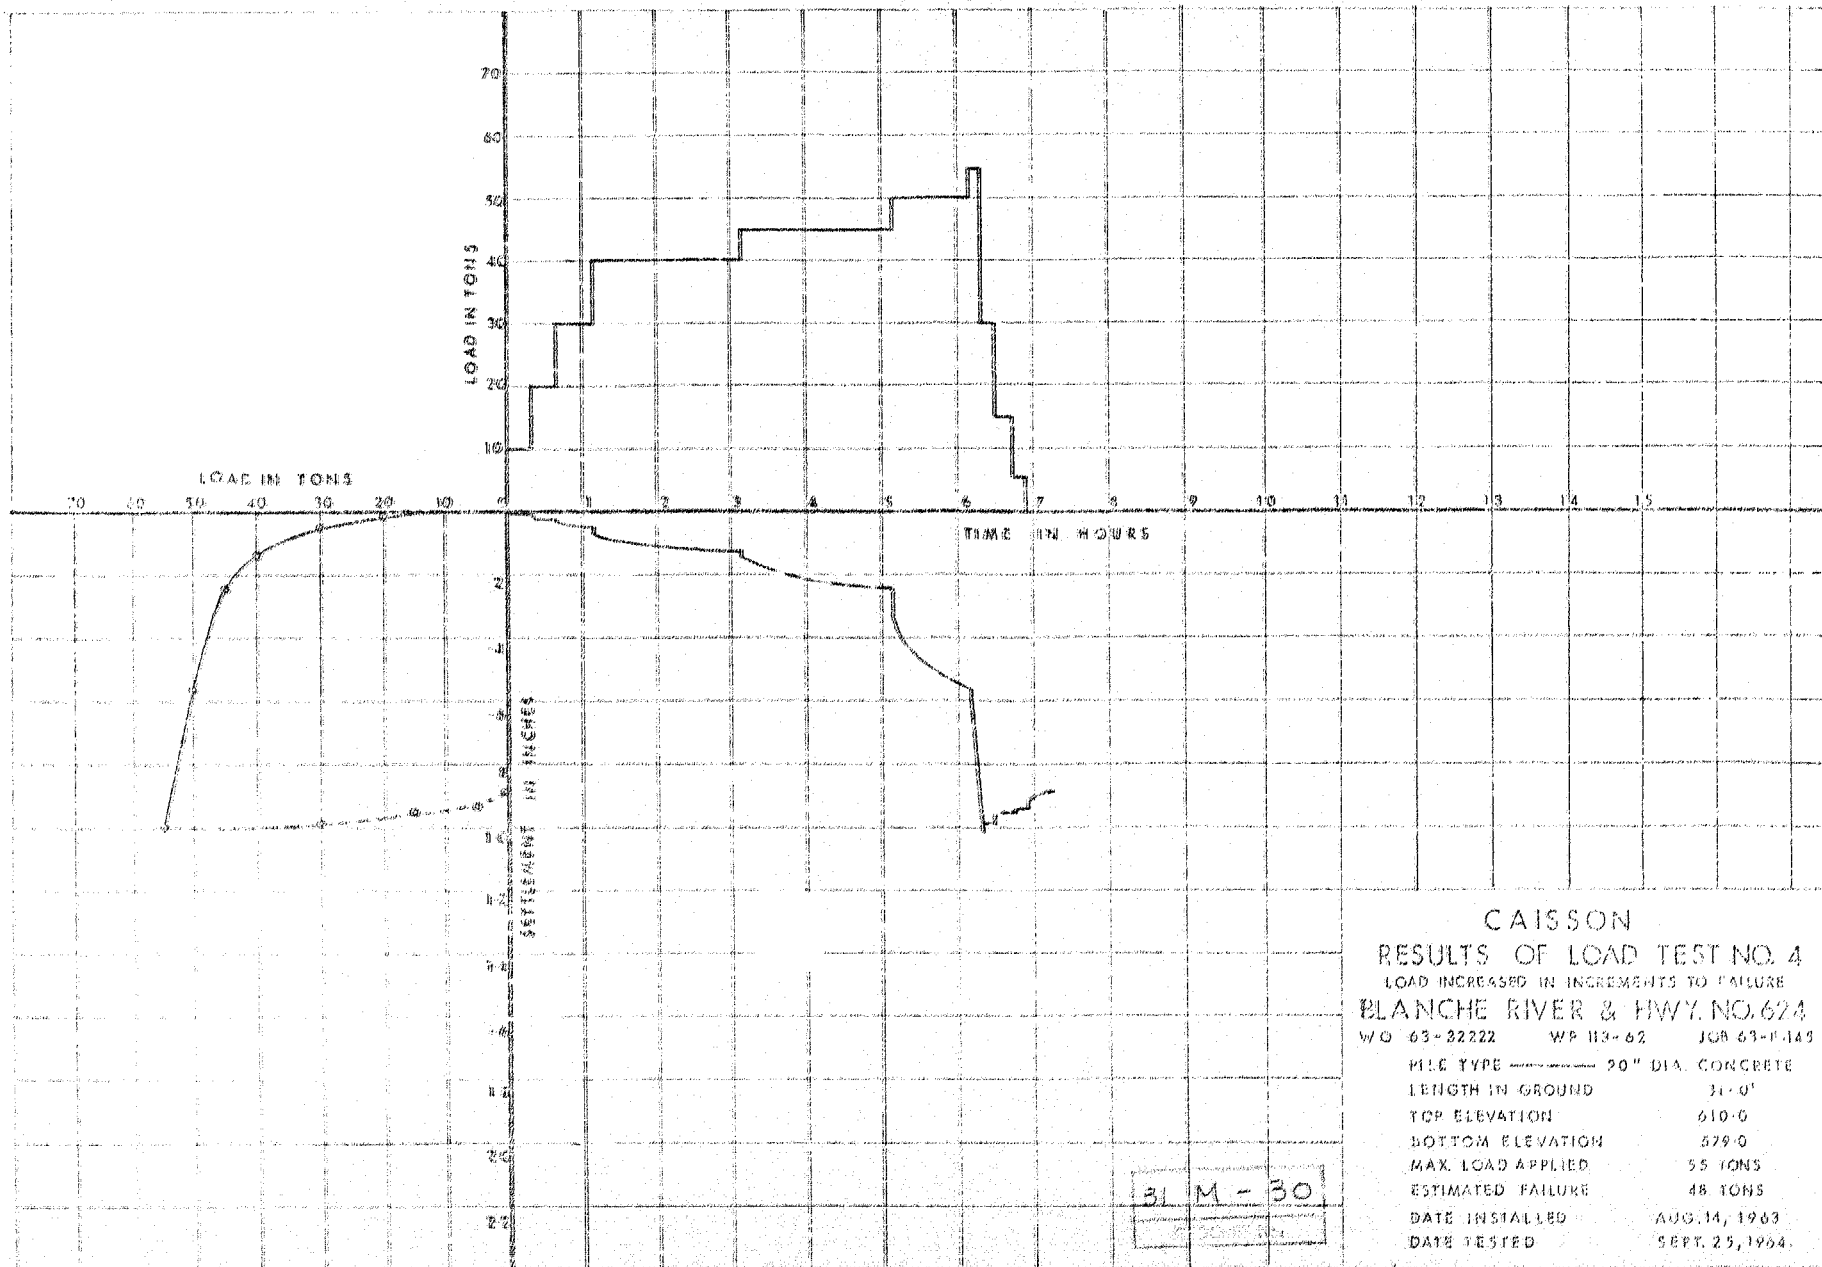 70
60
50
40
30
20
10
LOAD IN TONS
LOAD IN TONS
70 60 50 40 30 20 10 0 1 2 3 4 5 6 7 8 9 10 11 12 13 14 15
TIME IN HOURS
.2
.4
.6
.8
1.0
1.2
1.4
1.6
1.8
2.0
2.2
SETTLEMENT IN INCHES
CAISSON
RESULTS OF LOAD TEST NO. 4
LOAD INCREASED IN INCREMENTS TO FAILURE
BLANCHE RIVER & HWY. NO. 624
W O 63-22222 WP 113-62 JOB 63-F-145
PILE TYPE 20" DIA. CONCRETE
LENGTH IN GROUND 31-0'
TOP ELEVATION 610.0
BOTTOM ELEVATION 579.0
MAX. LOAD APPLIED 55 TONS
ESTIMATED FAILURE 48 TONS
DATE INSTALLED AUG. 14, 1963
DATE TESTED SEPT. 25, 1964
31 M - 30